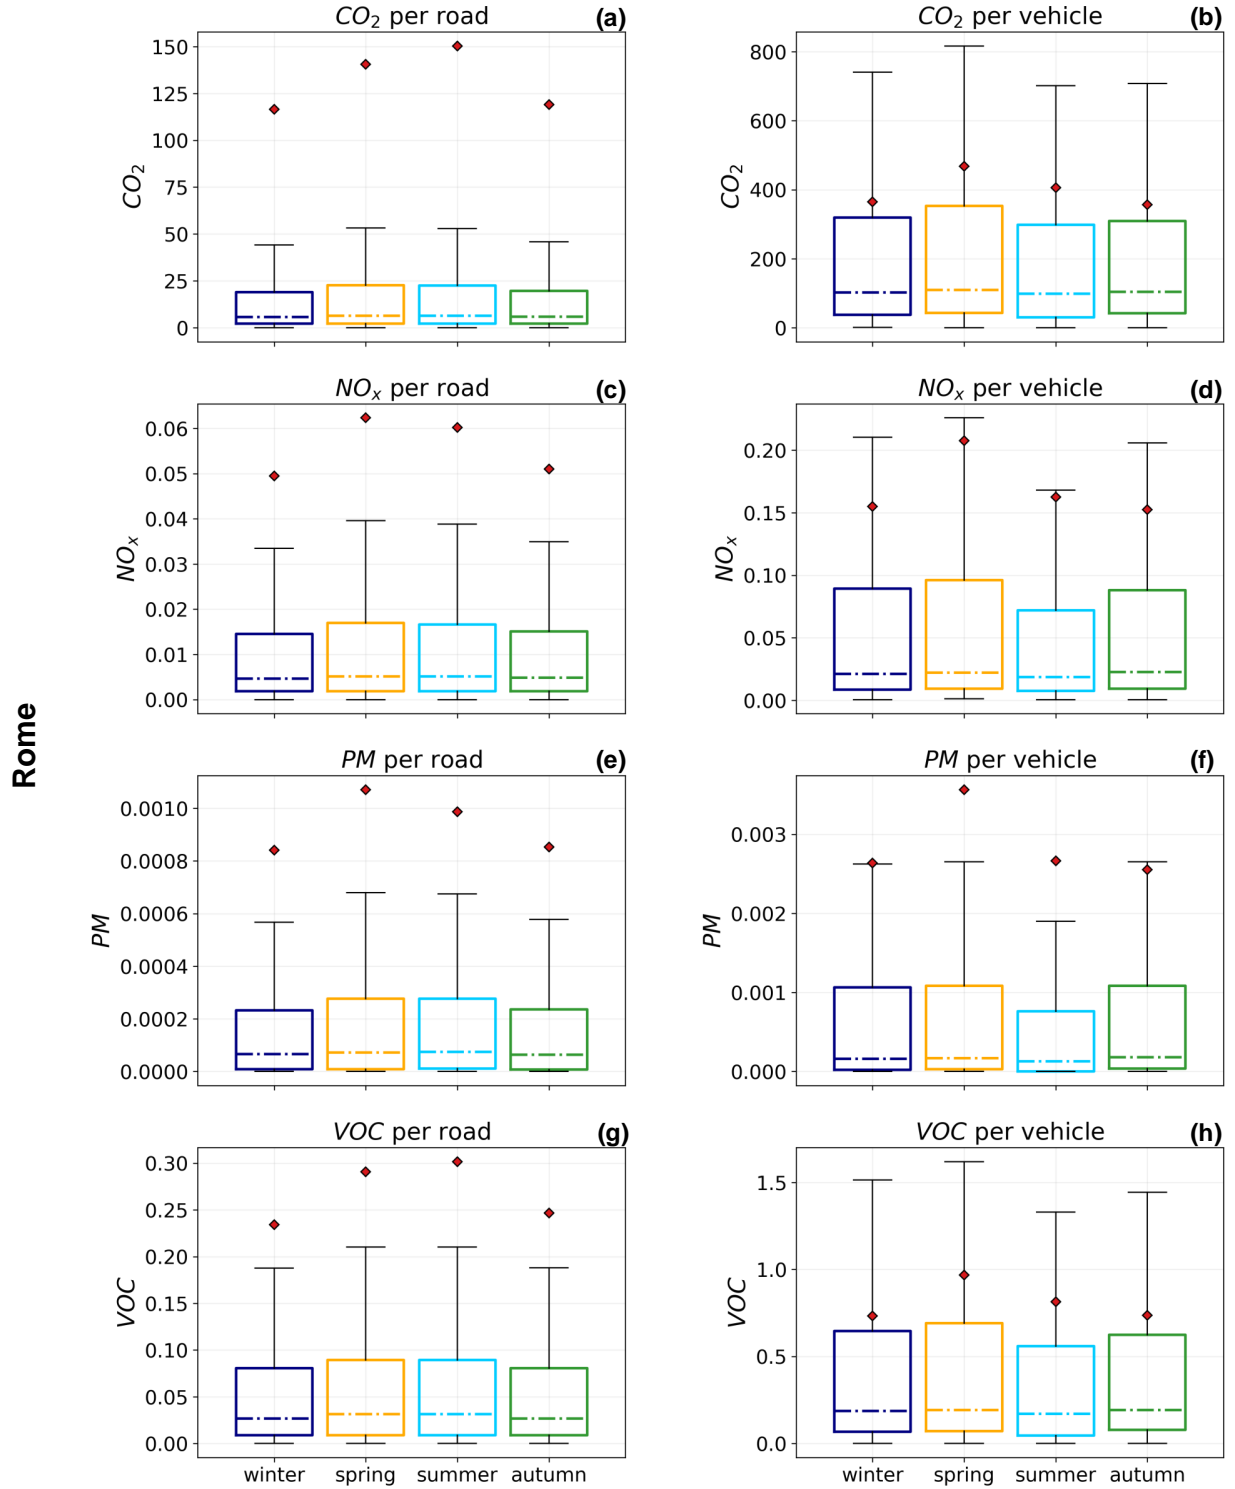 CO2 per road (a)
150
125
100
75
50
25
0
CO2
CO2 per vehicle (b)
800
600
400
200
0
CO2
NOx per road (c)
0.06
0.05
0.04
0.03
0.02
0.01
0.00
NOx
NOx per vehicle (d)
0.20
0.15
0.10
0.05
0.00
NOx
Rome
PM per road (e)
0.0010
0.0008
0.0006
0.0004
0.0002
0.0000
PM
PM per vehicle (f)
0.003
0.002
0.001
0.000
PM
VOC per road (g)
0.30
0.25
0.20
0.15
0.10
0.05
0.00
VOC
winter spring summer autumn
VOC per vehicle (h)
1.5
1.0
0.5
0.0
VOC
winter spring summer autumn